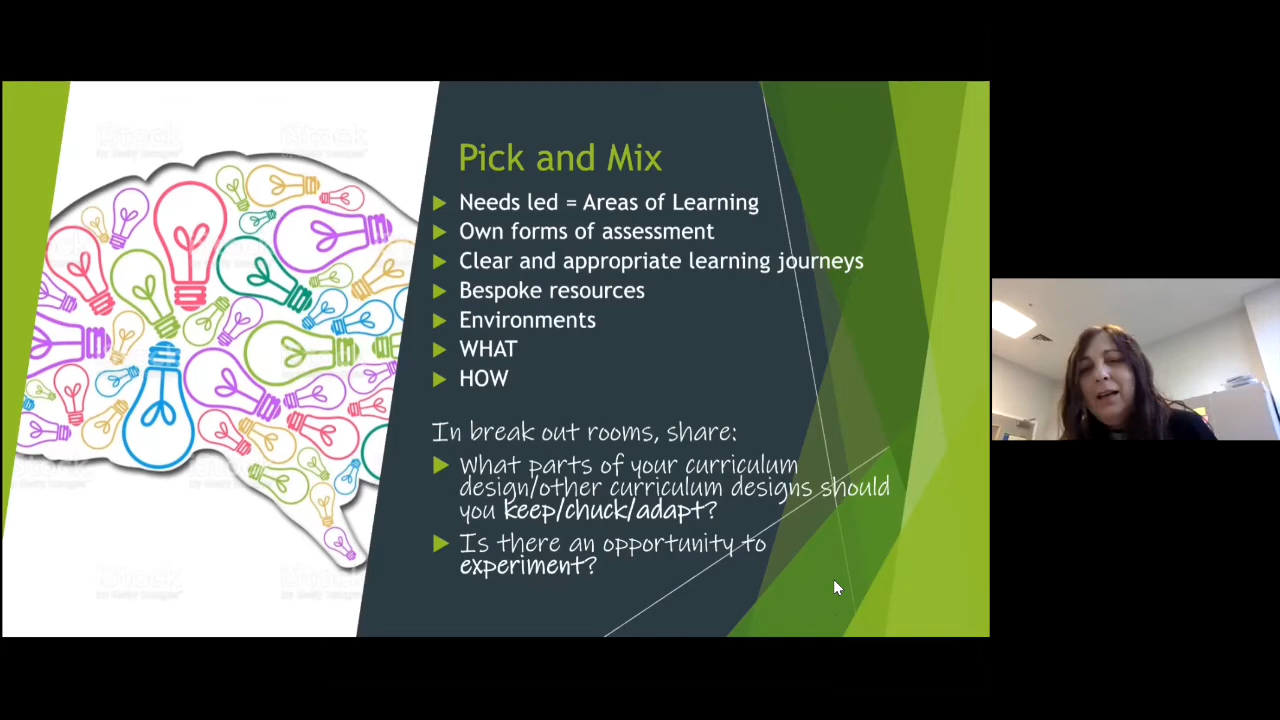 Pick and Mix
Needs led = Areas of Learning
Own forms of assessment
Clear and appropriate learning journeys
Bespoke resources
Environments
WHAT
HOW
In break out rooms, share:
What parts of your curriculum
design/other curriculum designs should
you keep/chuck/adapt?
Is there an opportunity to
experiment?
iStock
iStock